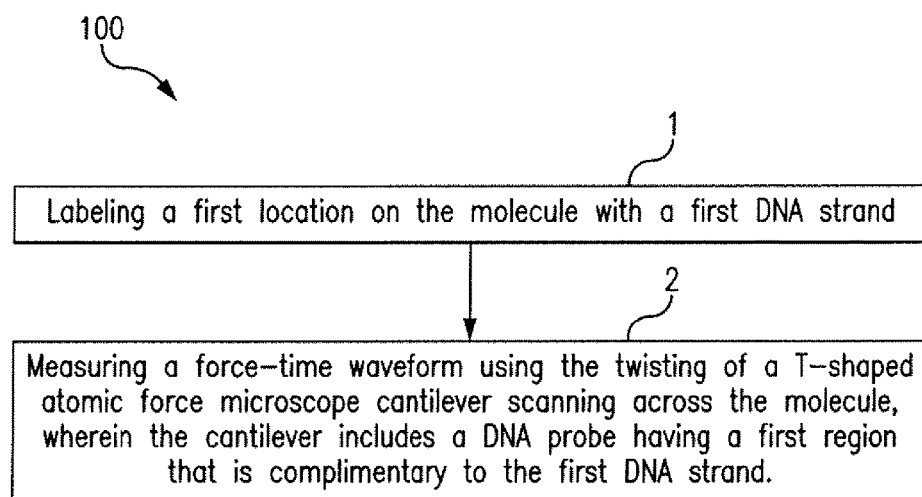 100
1
Labeling a first location on the molecule with a first DNA strand
2
Measuring a force-time waveform using the twisting of a T-shaped
atomic force microscope cantilever scanning across the molecule,
wherein the cantilever includes a DNA probe having a first region
that is complimentary to the first DNA strand.